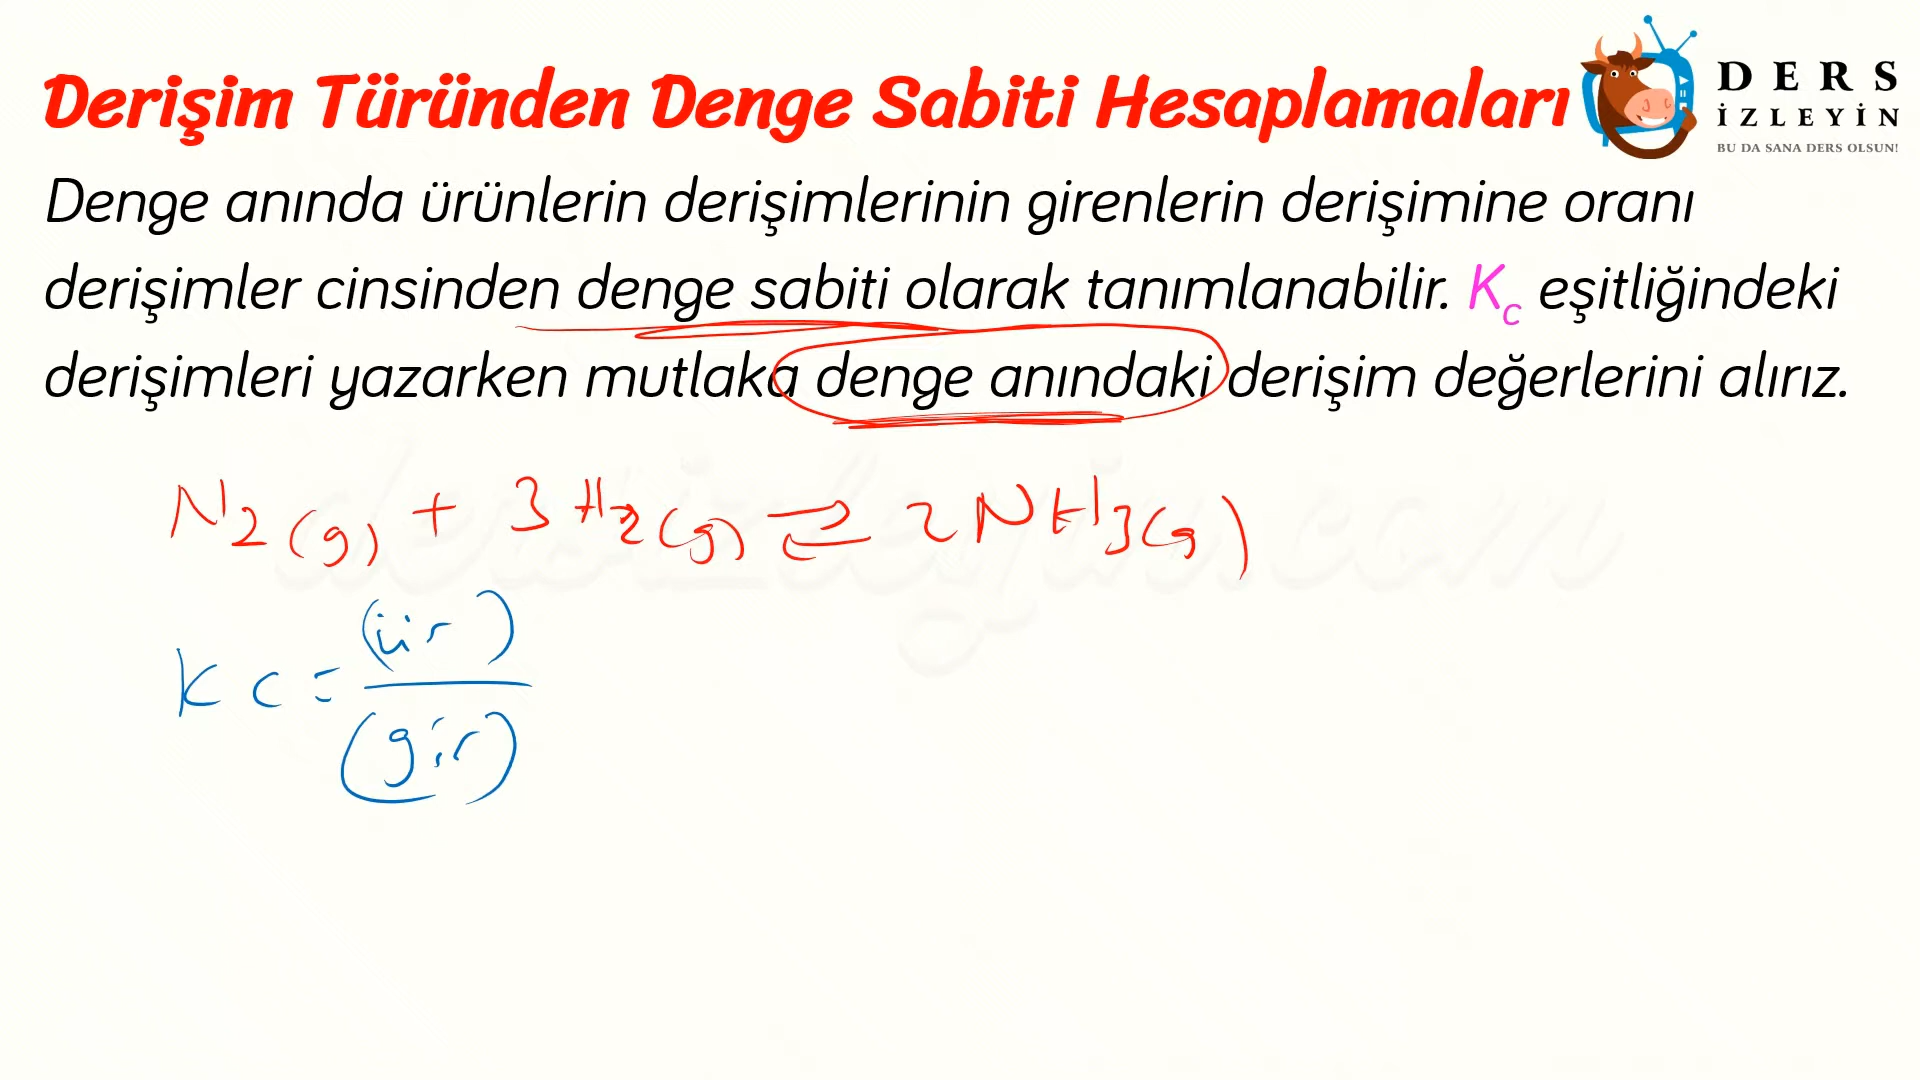 Derişim Türünden Denge Sabiti Hesaplamaları
DERS
İZLEYİN
BU DA SANA DERS OLSUN!
Denge anında ürünlerin derişimlerinin girenlerin derişimine oranı
derişimler cinsinden denge sabiti olarak tanımlanabilir. Kc eşitliğindeki
derişimleri yazarken mutlaka denge anındaki derişim değerlerini alırız.
N2(g) + 3H2(g) ⇌ 2NH3(g)
Kc = (ür)
(gir)
dersizleyin.com